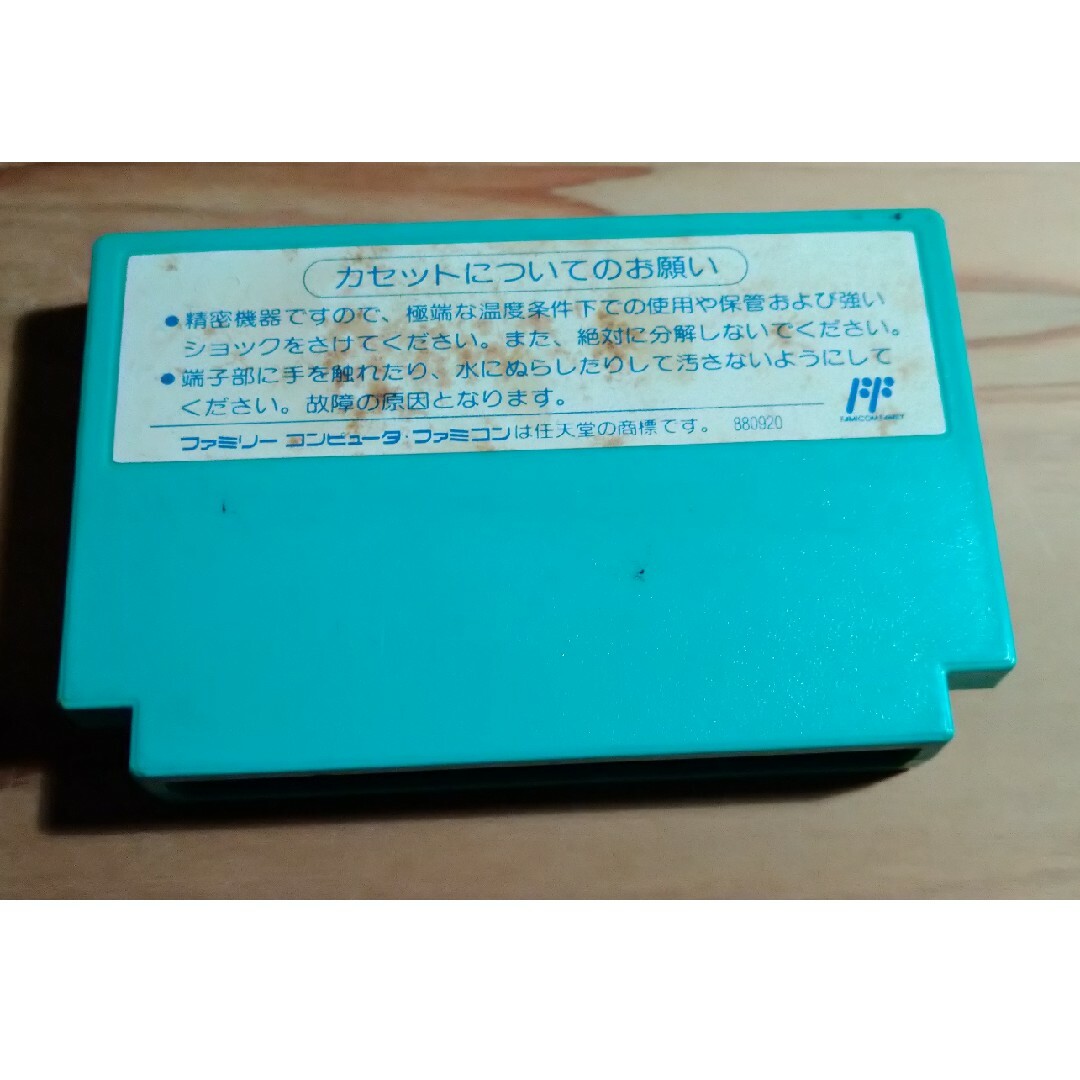 カセットについてのお願い
●精密機器ですので、極端な温度条件下での使用や保管および強い
ショックをさけてください。また、絶対に分解しないでください。
●端子部に手を触れたり、水にぬらしたりして汚さないようにして
ください。故障の原因となります。
FF
FAMICOM FAMILY
ファミリー コンピュータ・ファミコンは任天堂の商標です。 880920